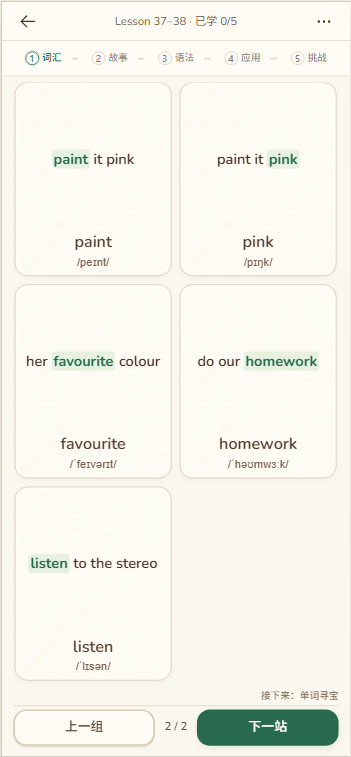 Lesson 37–38 · 已学 0/5
1 词汇 – 2 故事 – 3 语法 – 4 应用 – 5 挑战
paint it pink
paint
/peɪnt/
paint it pink
pink
/pɪŋk/
her favourite colour
favourite
/ˈfeɪvərɪt/
do our homework
homework
/ˈhəʊmwɜːk/
listen to the stereo
listen
/ˈlɪsən/
接下来：单词寻宝
上一组
2 / 2
下一站